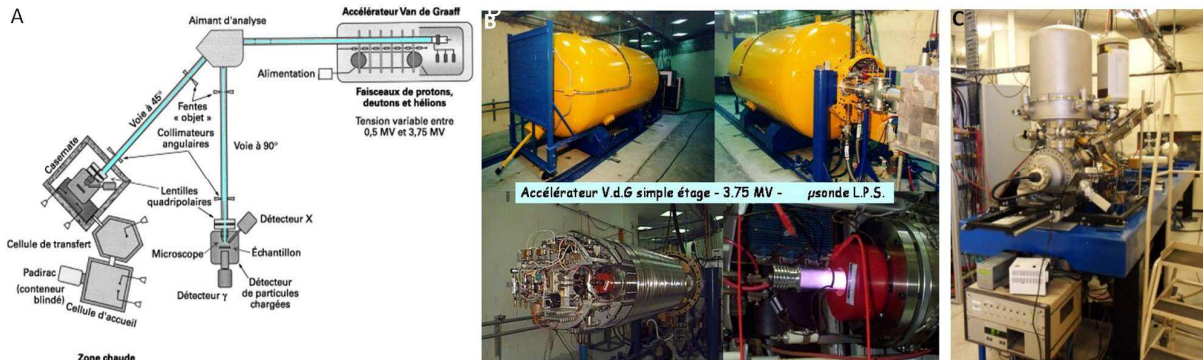 A
Aimant d'analyse
Accélérateur Van de Graaff
Alimentation
Faisceaux de protons,
deutons et hélions
Tension variable entre
0,5 MV et 3,75 MV
Voie à 45°
Fentes
« objet »
Collimateurs
angulaires
Voie à 90°
Casemate
Lentilles
quadripolaires
Détecteur X
Cellule de transfert
Microscope
Échantillon
Padirac
(conteneur
blindé)
Cellule d'accueil
Détecteur γ
Détecteur
de particules
chargées
Zone chaude
B
Accélérateur V.d.G simple étage - 3.75 MV - µsonde L.P.S.
C